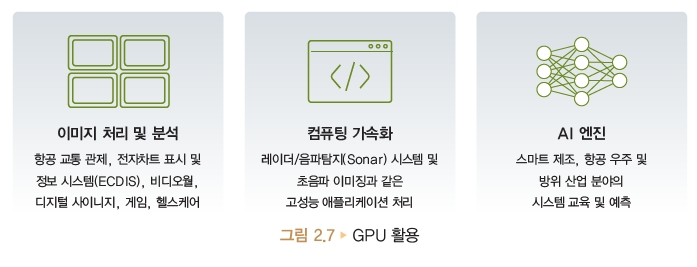 이미지 처리 및 분석
항공 교통 관제, 전자차트 표시 및
정보 시스템(ECDIS), 비디오월,
디지털 사이니지, 게임, 헬스케어
</>
컴퓨팅 가속화
레이더/음파탐지(Sonar) 시스템 및
초음파 이미징과 같은
고성능 애플리케이션 처리
AI 엔진
스마트 제조, 항공 우주 및
방위 산업 분야의
시스템 교육 및 예측
그림 2.7 ▶ GPU 활용